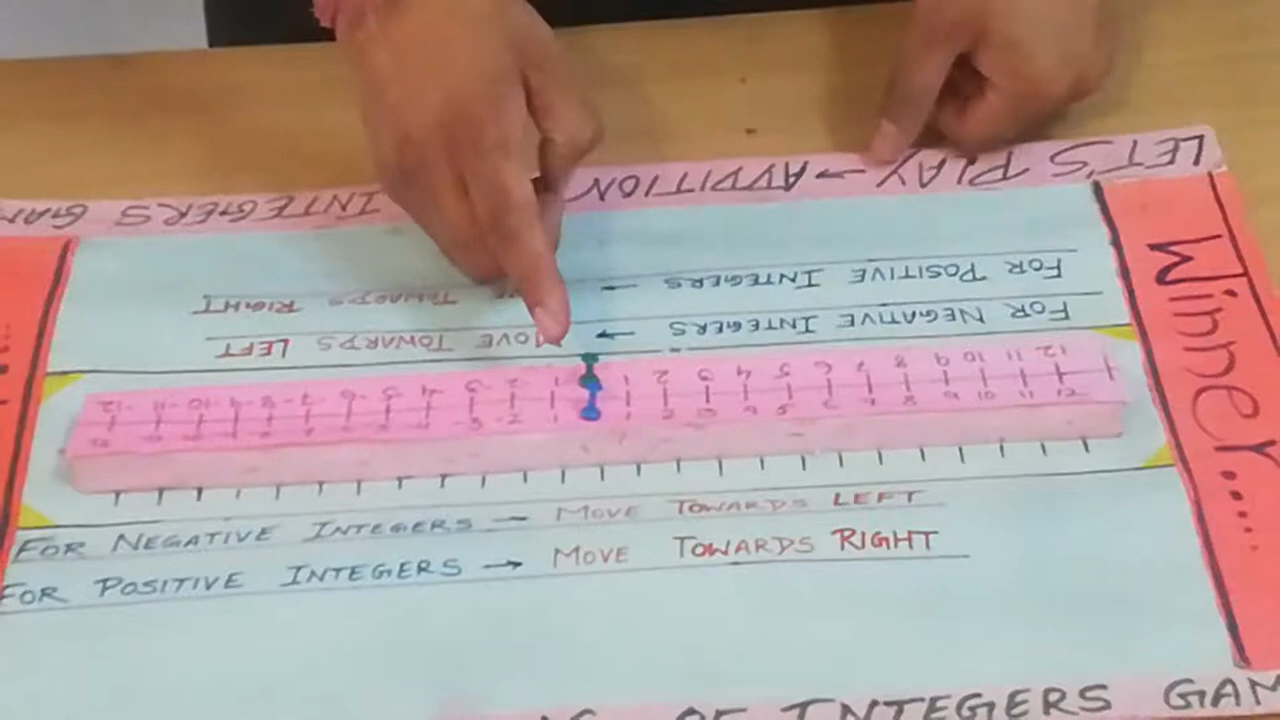 LET'S PLAY → ADDITION
INTEGERS GAM
FOR POSITIVE INTEGERS → TOWARDS RIGHT
FOR NEGATIVE INTEGERS → MOVE TOWARDS LEFT
Winner....
1 2 3 4 5 6 7 8 9 10 11 12
-12 -11 -10 -9 -8 -7 -6 -5 -4 -3 -2 -1
FOR NEGATIVE INTEGERS → MOVE TOWARDS LEFT
FOR POSITIVE INTEGERS → MOVE TOWARDS RIGHT
OF INTEGERS GAM